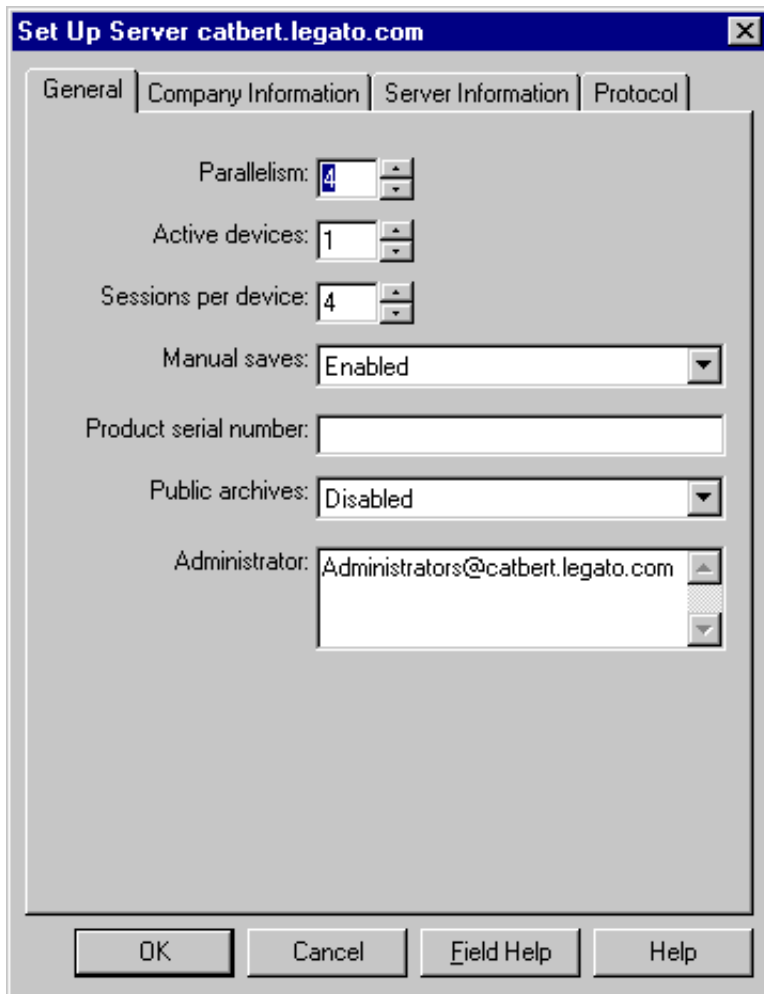 Set Up Server catbert.legato.com
General Company Information Server Information Protocol
Parallelism: 4
Active devices: 1
Sessions per device: 4
Manual saves: Enabled
Product serial number:
Public archives: Disabled
Administrator: Administrators@catbert.legato.com
OK Cancel Field Help Help